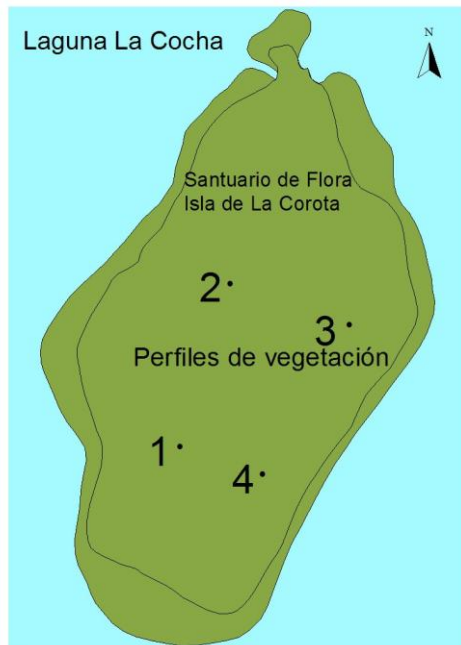 Laguna La Cocha
N
Santuario de Flora
Isla de La Corota
2
3
Perfiles de vegetación
1
4